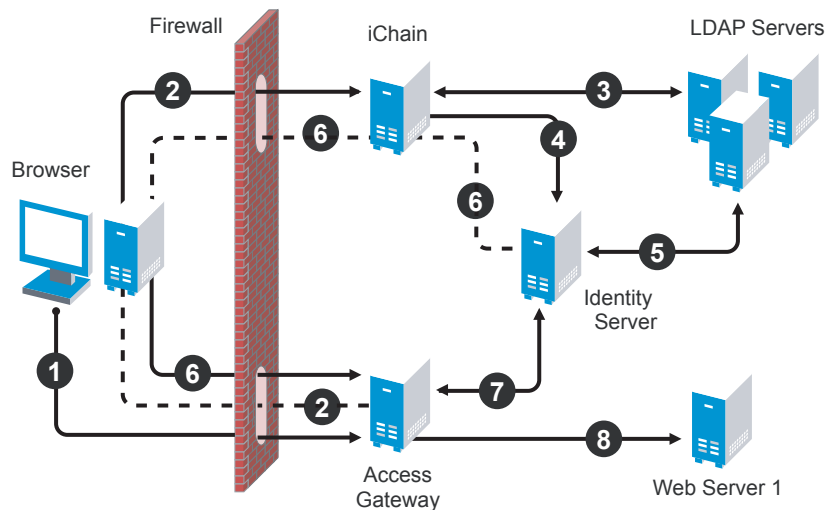 Firewall
iChain
LDAP Servers
2
3
6
4
Browser
6
5
Identity
Server
1
6
7
2
8
Access
Gateway
Web Server 1